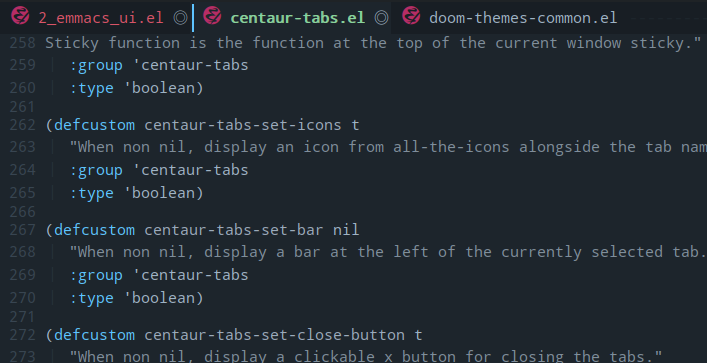 2_emmacs_ui.el centaur-tabs.el doom-themes-common.el
258 Sticky function is the function at the top of the current window sticky."
259 :group 'centaur-tabs
260 :type 'boolean)
261
262 (defcustom centaur-tabs-set-icons t
263 "When non nil, display an icon from all-the-icons alongside the tab nam
264 :group 'centaur-tabs
265 :type 'boolean)
266
267 (defcustom centaur-tabs-set-bar nil
268 "When non nil, display a bar at the left of the currently selected tab.
269 :group 'centaur-tabs
270 :type 'boolean)
271
272 (defcustom centaur-tabs-set-close-button t
273 "When non nil, display a clickable x button for closing the tabs."